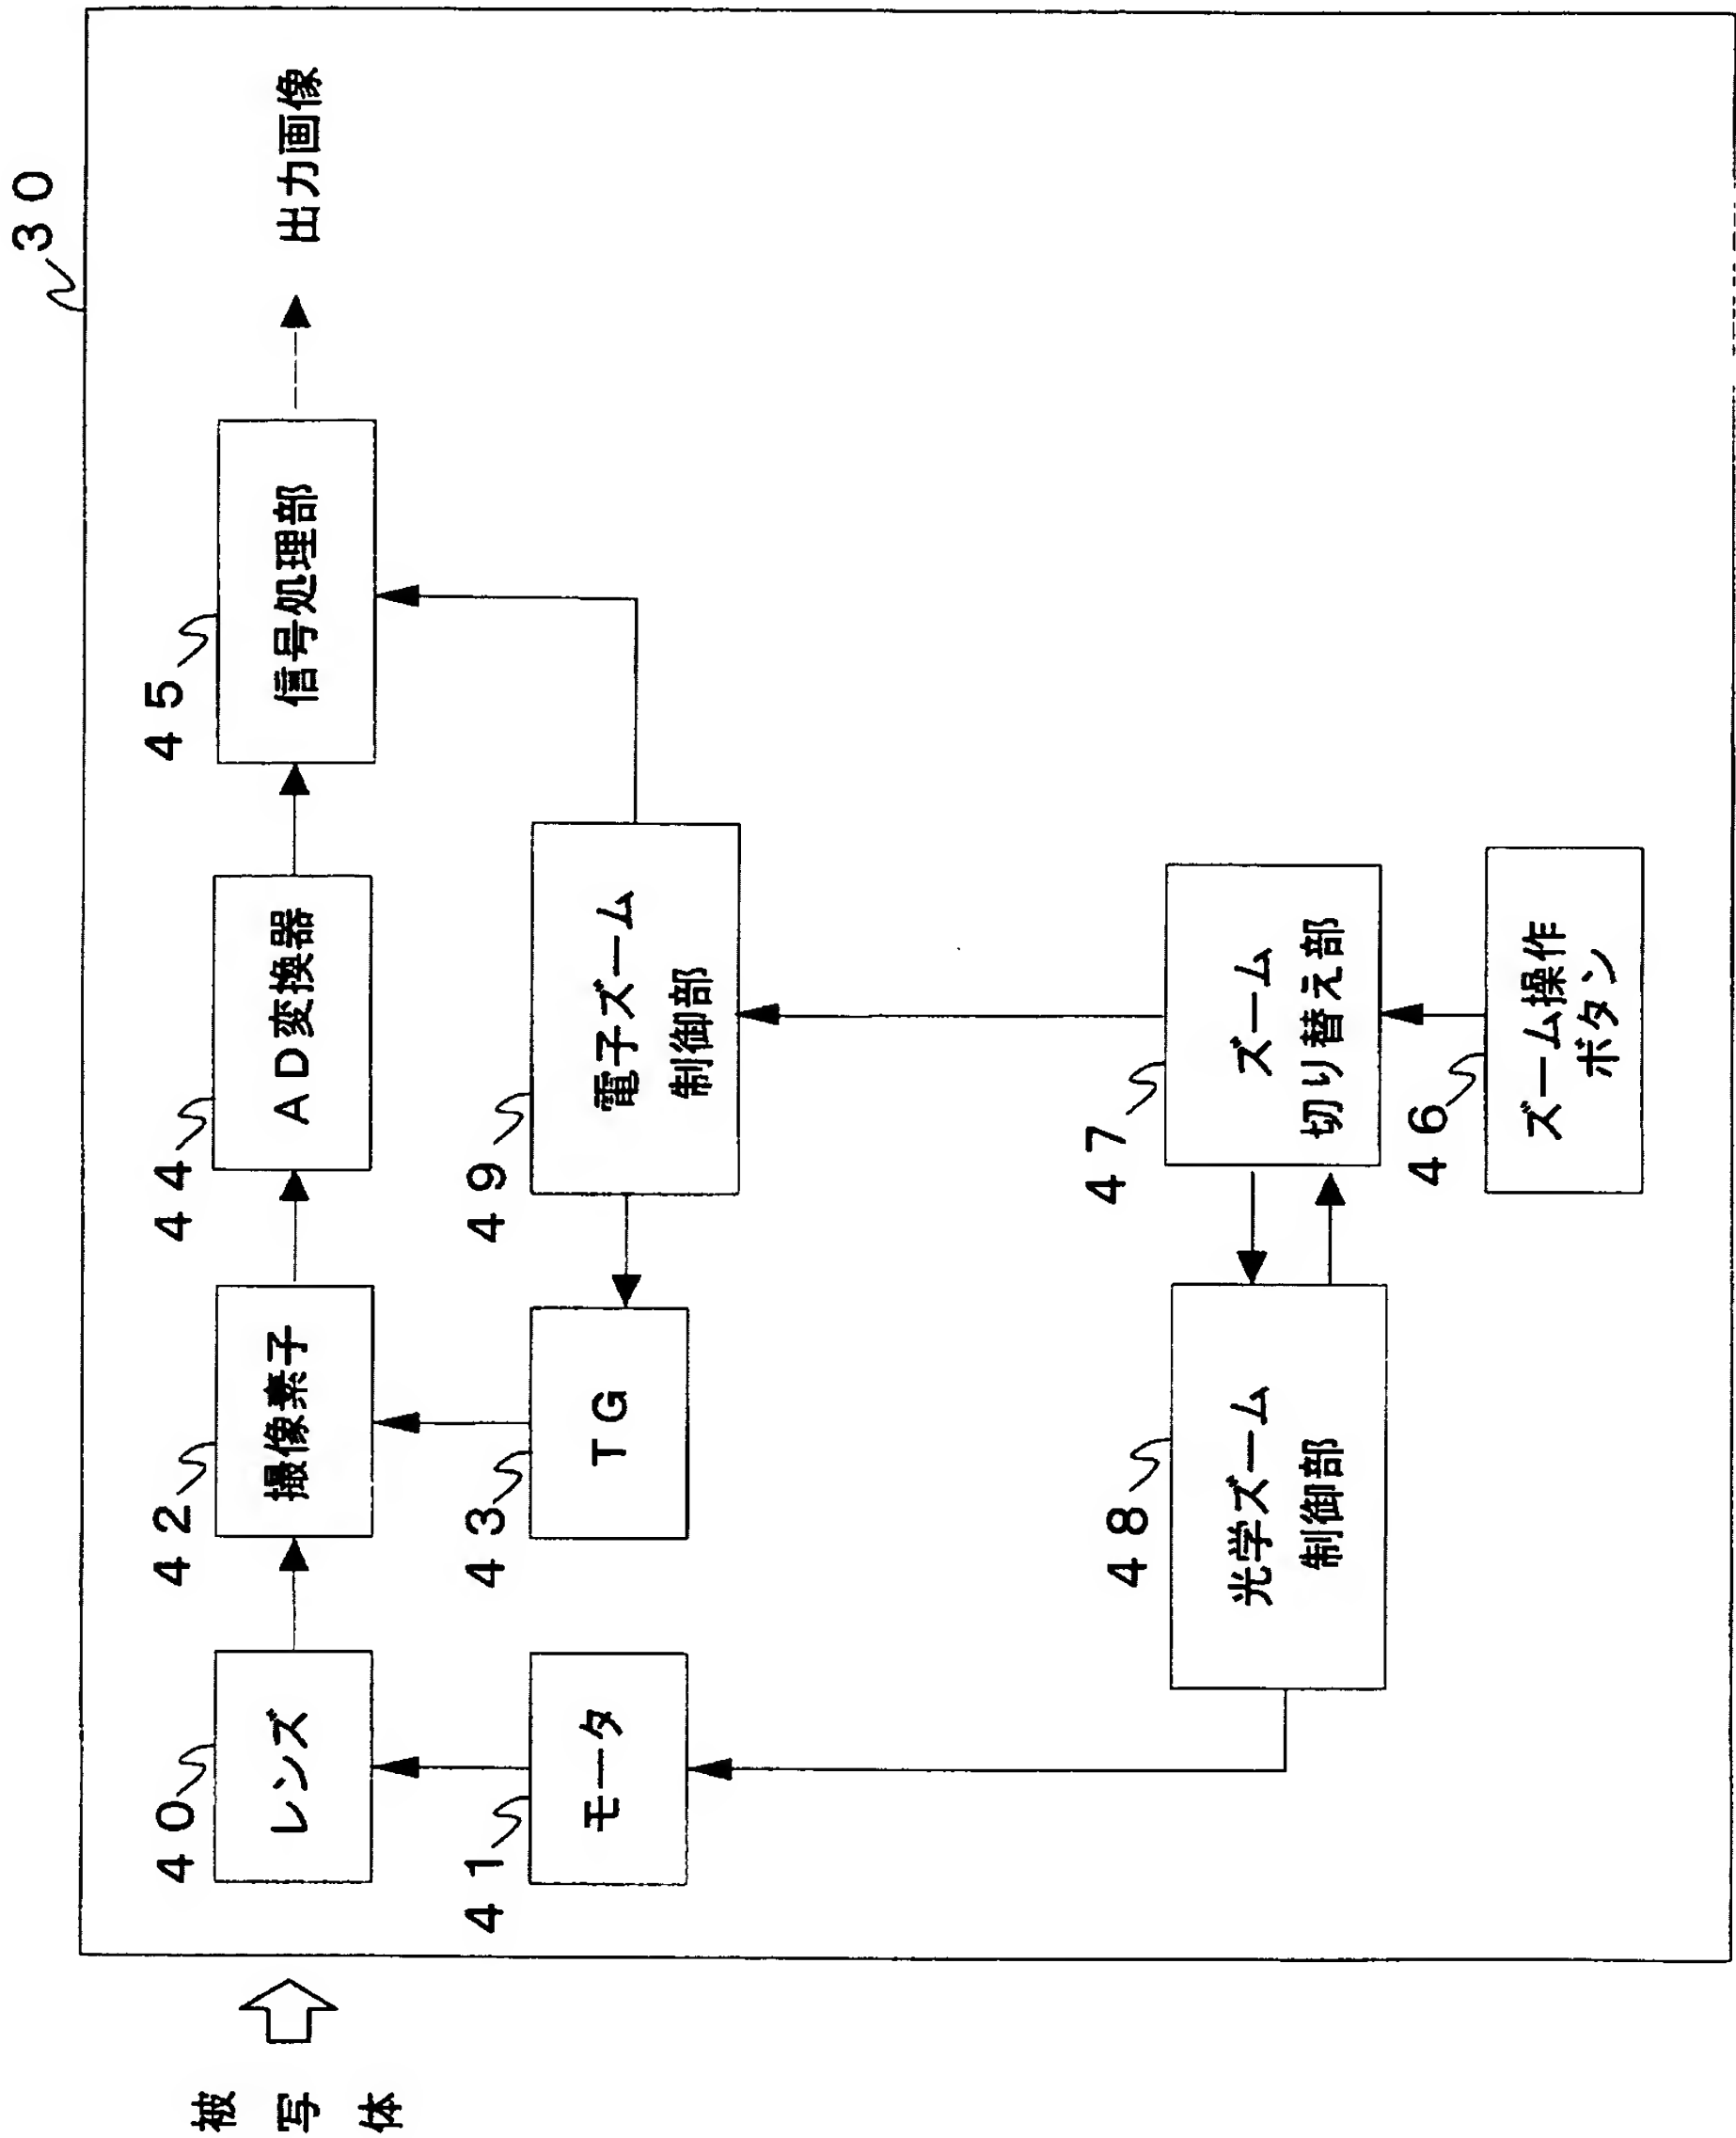 ３０
被
写
体
４０
レンズ
４２
撮像素子
４４
ＡＤ変換器
４５
信号処理部
出力画像
４１
モータ
４３
ＴＧ
４９
電子ズーム
制御部
４８
光学ズーム
制御部
４７
ズーム
切り替え部
４６
ズーム操作
ボタン